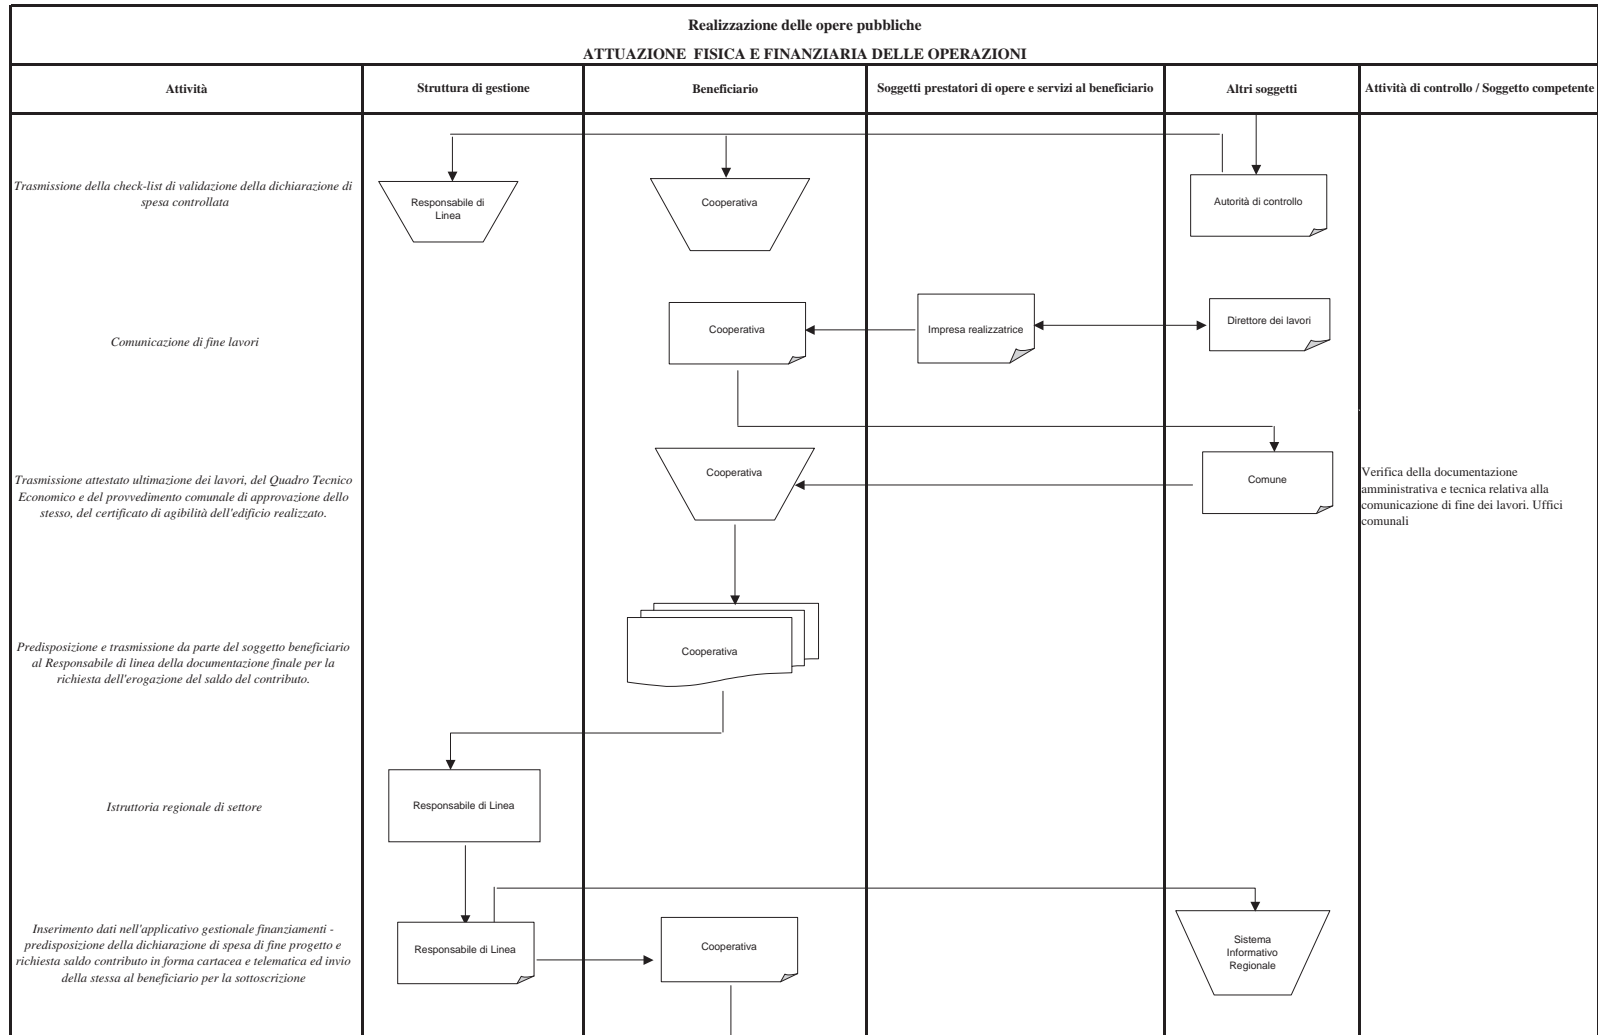 Realizzazione delle opere pubbliche
ATTUAZIONE  FISICA E FINANZIARIA DELLE OPERAZIONI
Attività
Struttura di gestione
Beneficiario
Soggetti prestatori di opere e servizi al beneficiario
Altri soggetti
Attività di controllo / Soggetto competente
Trasmissione della check-list di validazione della dichiarazione di
spesa controllata
Responsabile di
Linea
Cooperativa
Autorità di controllo
Comunicazione di fine lavori
Cooperativa
Impresa realizzatrice
Direttore dei lavori
Trasmissione attestato ultimazione dei lavori, del Quadro Tecnico
Economico e del provvedimento comunale di approvazione dello
stesso, del certificato di agibilità dell'edificio realizzato.
Cooperativa
Comune
Verifica della documentazione
amministrativa e tecnica relativa alla
comunicazione di fine dei lavori. Uffici
comunali
Predisposizione e trasmissione da parte del soggetto beneficiario
al Responsabile di linea della documentazione finale per la
richiesta dell'erogazione del saldo del contributo.
Cooperativa
Istruttoria regionale di settore
Responsabile di Linea
Inserimento dati nell'applicativo gestionale finanziamenti -
predisposizione della dichiarazione di spesa di fine progetto e
richiesta saldo contributo in forma cartacea e telematica ed invio
della stessa al beneficiario per la sottoscrizione
Responsabile di Linea
Cooperativa
Sistema
Informativo
Regionale